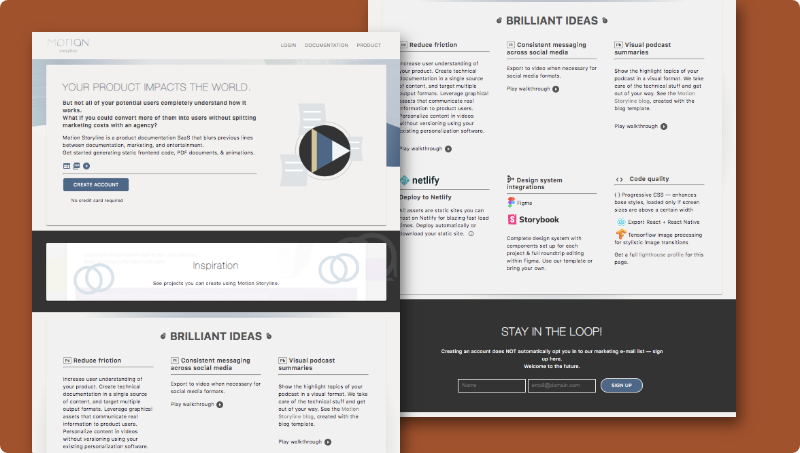 MOTION
storyline
LOGIN DOCUMENTATION PRODUCT
YOUR PRODUCT IMPACTS THE WORLD.
But not all of your potential users completely understand how it
works.
What if you could convert more of them into users without splitting
marketing costs with an agency?
Motion Storyline is a product documentation SaaS that blurs previous lines
between documentation, marketing, and entertainment.
Get started generating static frontend code, PDF documents, & animations.
CREATE ACCOUNT
No credit card required
Inspiration
See projects you can create using Motion Storyline.
BRILLIANT IDEAS
Reduce friction
Increase user understanding of
your product. Create technical
documentation in a single source
of content, and target multiple
output formats. Leverage graphical
assets that communicate real
information to product users.
Personalize content in videos
without versioning using your
existing personalization software.
Consistent messaging
across social media
Export to video when necessary for
social media formats.
Play walkthrough
Visual podcast
summaries
Show the highlight topics of your
podcast in a visual format. We take
care of the technical stuff and get
out of your way. See the Motion
Storyline blog, created with the
blog template.
Play walkthrough
BRILLIANT IDEAS
Reduce friction
Increase user understanding of
your product. Create technical
documentation in a single source
of content, and target multiple
output formats. Leverage graphical
assets that communicate real
information to product users.
Personalize content in videos
without versioning using your
existing personalization software.
Play walkthrough
Consistent messaging
across social media
Export to video when necessary for
social media formats.
Play walkthrough
Visual podcast
summaries
Show the highlight topics of your
podcast in a visual format. We take
care of the technical stuff and get
out of your way. See the Motion
Storyline blog, created with the
blog template.
Play walkthrough
netlify
Deploy to Netlify
All assets are static sites you can
host on Netlify for blazing fast load
times. Deploy automatically or
download your static site.
Design system
integrations
Figma
Storybook
Complete design system with
components set up for each
project & full roundtrip editing
within Figma. Use our template or
bring your own.
Code quality
( ) Progressive CSS — enhances
base styles, loaded only if screen
sizes are above a certain width
Export React + React Native
Tensorflow image processing
for stylistic image transitions
Get a full lighthouse profile for this
page.
STAY IN THE LOOP!
Creating an account does NOT automatically opt you in to our marketing e-mail list — sign
up here.
Welcome to the future.
Name
email@domain.com
SIGN UP